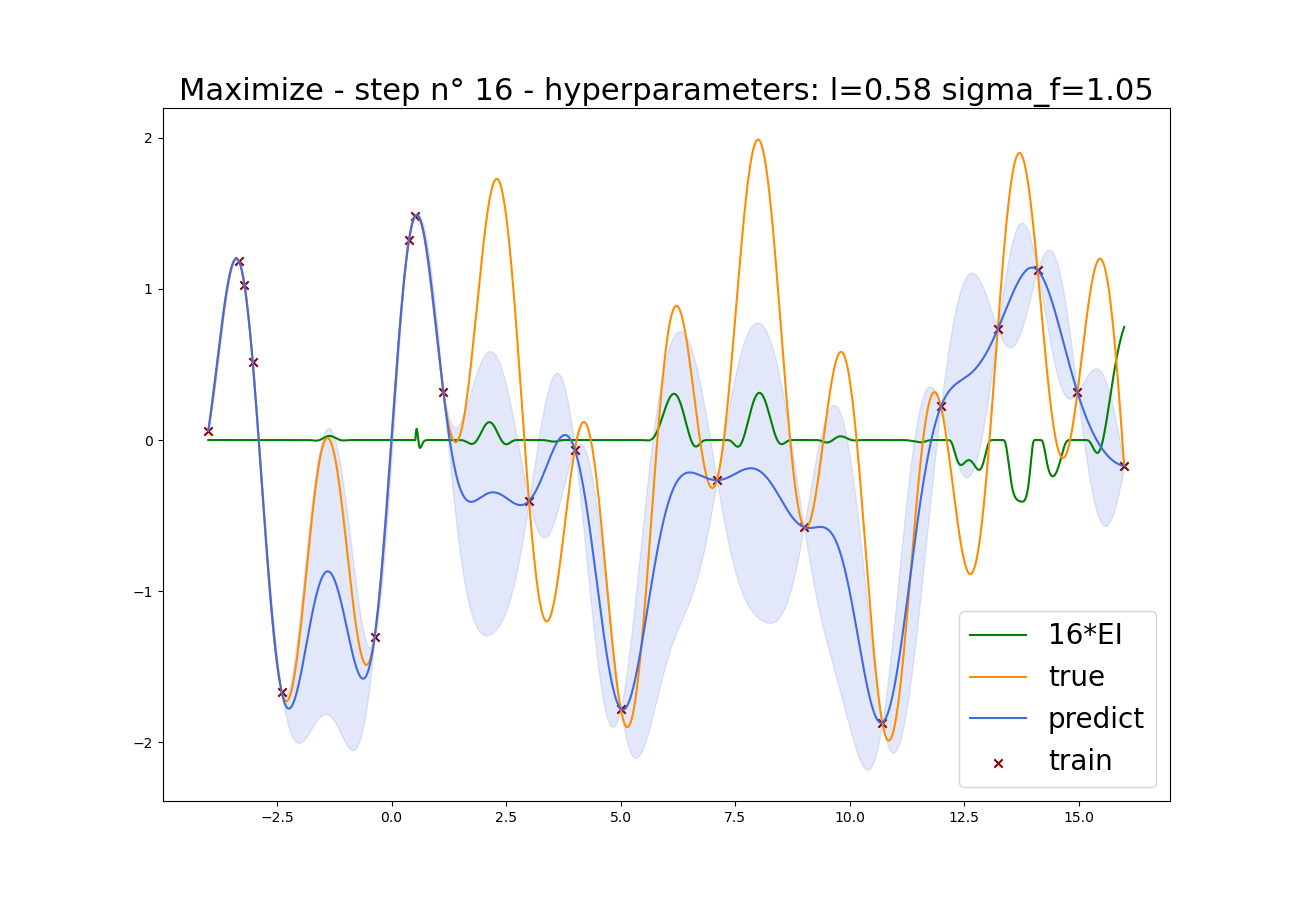 Maximize - step n° 16 - hyperparameters: l=0.58 sigma_f=1.05
2
1
0
−1
−2
−2.5 0.0 2.5 5.0 7.5 10.0 12.5 15.0
16*EI
true
predict
train